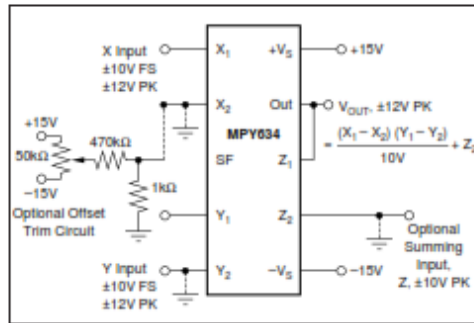 X Input
±10V FS
±12V PK
X₁
+Vₛ
+15V
X₂
Out
V_OUT, ±12V PK
MPY634
= (X₁ – X₂) (Y₁ – Y₂)
10V
+ Z₂
+15V
50kΩ
–15V
470kΩ
SF
Z₁
1kΩ
Optional Offset
Trim Circuit
Y₁
Z₂
Optional
Summing
Input,
Z, ±10V PK
Y Input
±10V FS
±12V PK
Y₂
–Vₛ
–15V